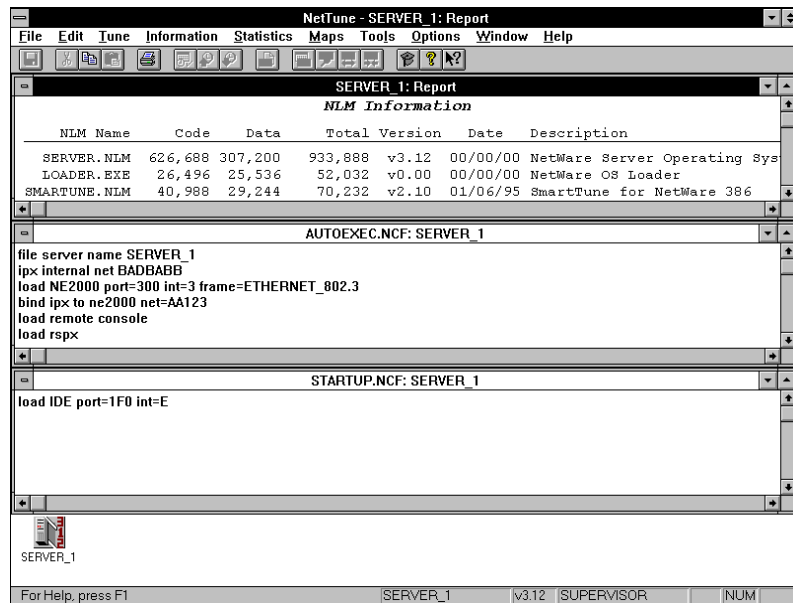 NetTune - SERVER_1: Report
File Edit Tune Information Statistics Maps Tools Options Window Help
SERVER_1: Report
NLM Information
NLM Name Code Data Total Version Date Description
SERVER.NLM 626,688 307,200 933,888 v3.12 00/00/00 NetWare Server Operating Sys
LOADER.EXE 26,496 25,536 52,032 v0.00 00/00/00 NetWare OS Loader
SMARTUNE.NLM 40,988 29,244 70,232 v2.10 01/06/95 SmartTune for NetWare 386
AUTOEXEC.NCF: SERVER_1
file server name SERVER_1
ipx internal net BADBABB
load NE2000 port=300 int=3 frame=ETHERNET_802.3
bind ipx to ne2000 net=AA123
load remote console
load rspx
STARTUP.NCF: SERVER_1
load IDE port=1F0 int=E
SERVER_1
For Help, press F1 SERVER_1 v3.12 SUPERVISOR NUM